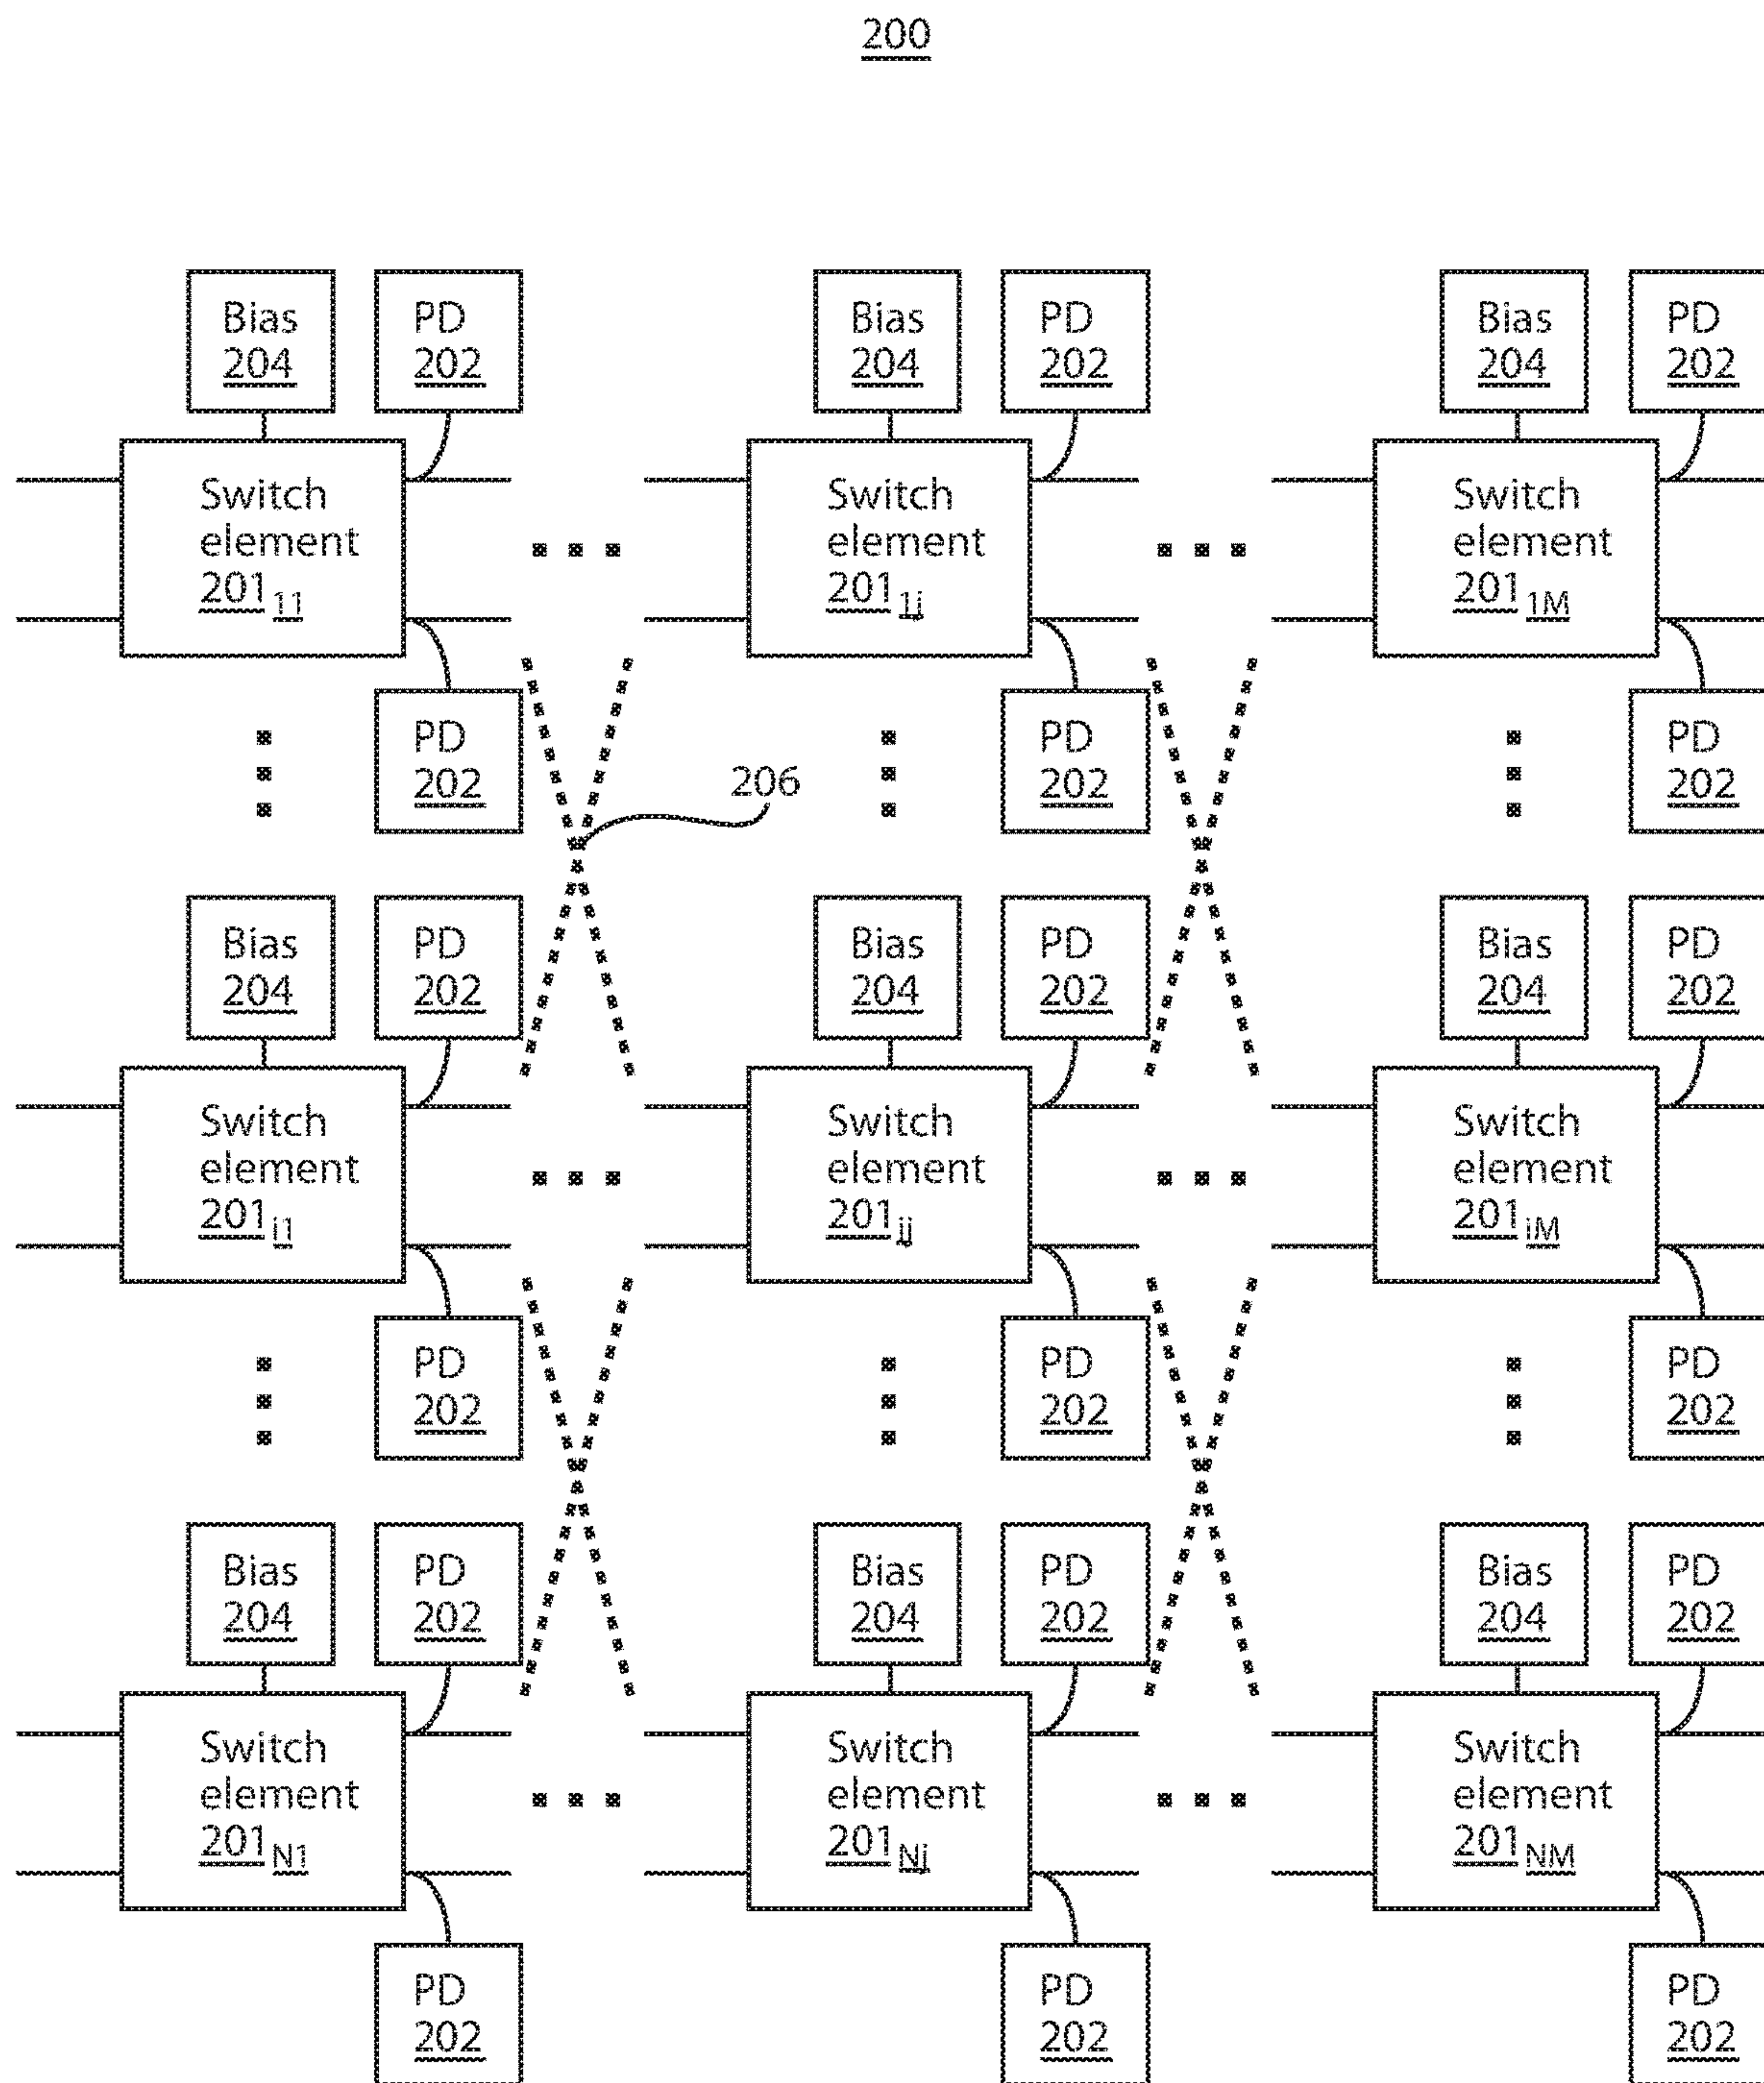 200
Bias PD Bias PD Bias PD
204 202 204 202 204 202
Switch Switch Switch
element element element
201 11 201 1j 201 1M
PD PD PD
202 202 202
206
Bias PD Bias PD Bias PD
204 202 204 202 204 202
Switch Switch Switch
element element element
201 i1 201 ij 201 iM
PD PD PD
202 202 202
Bias PD Bias PD Bias PD
204 202 204 202 204 202
Switch Switch Switch
element element element
201 N1 201 Nj 201 NM
PD PD PD
202 202 202